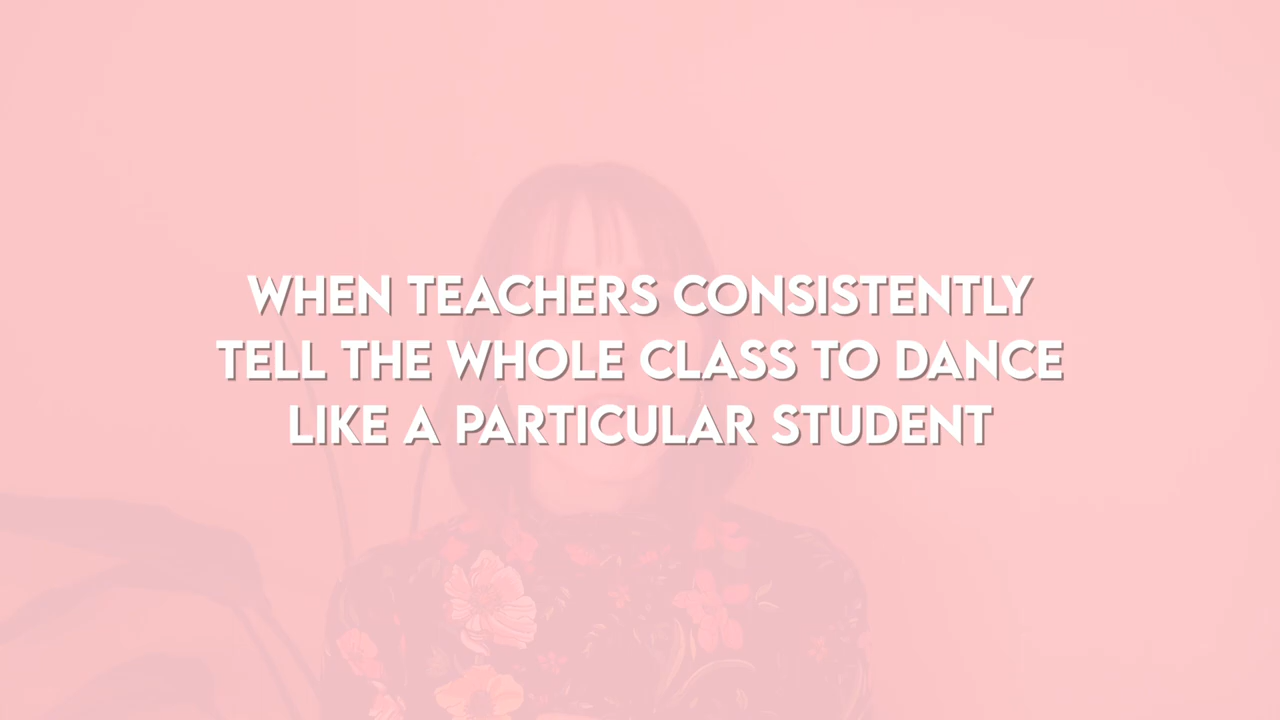 WHEN TEACHERS CONSISTENTLY
TELL THE WHOLE CLASS TO DANCE
LIKE A PARTICULAR STUDENT